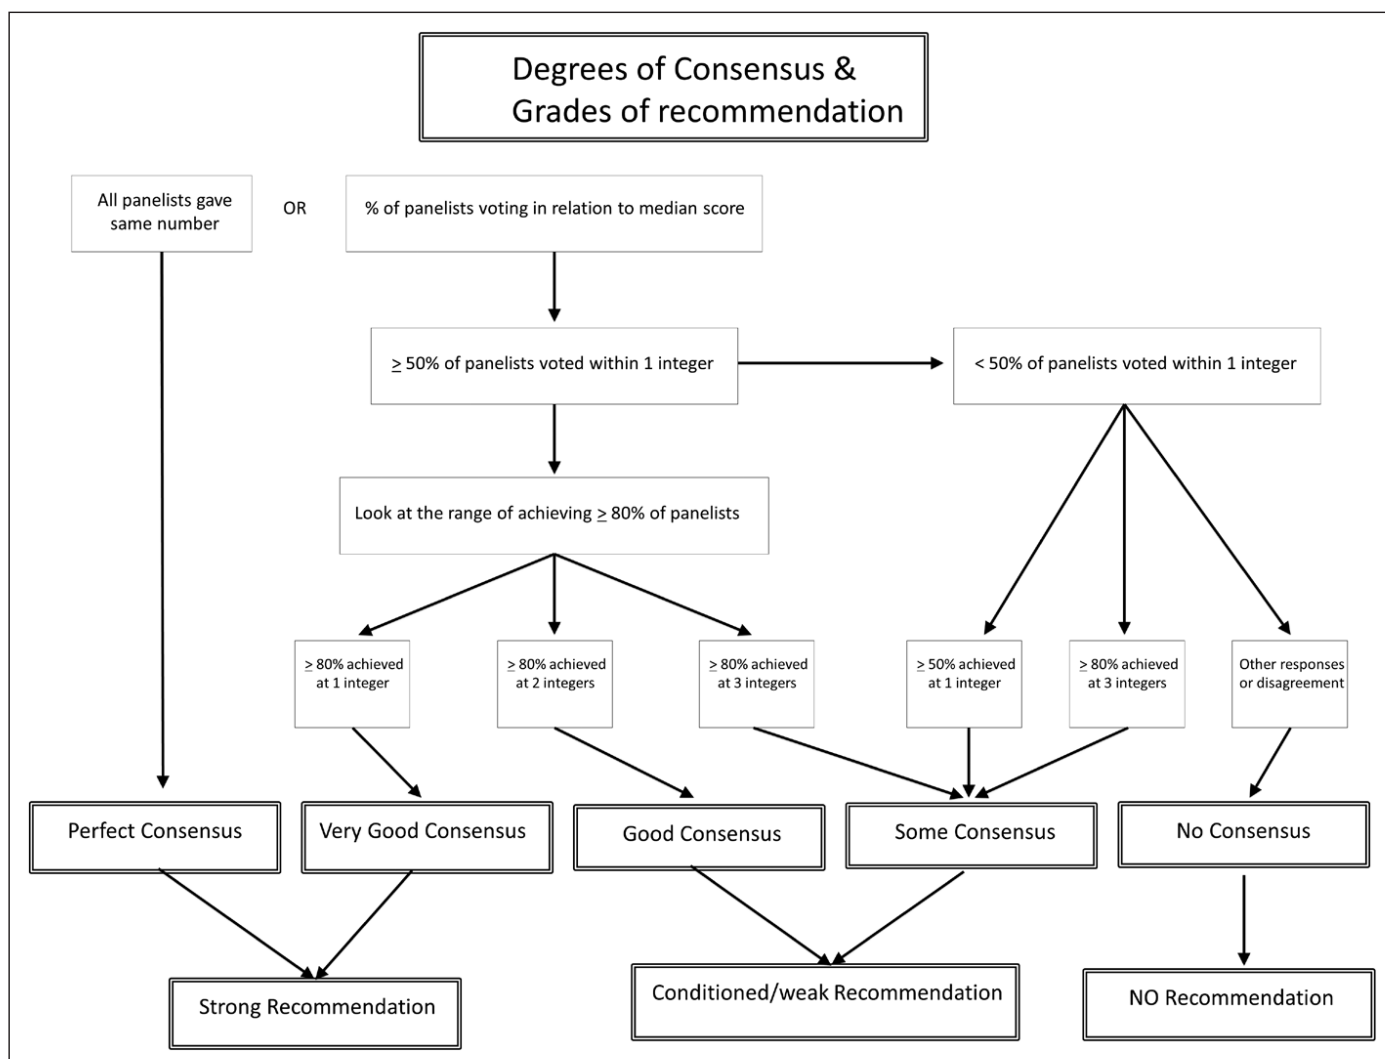 Degrees of Consensus &
Grades of recommendation
All panelists gave
same number
OR
% of panelists voting in relation to median score
≥ 50% of panelists voted within 1 integer
< 50% of panelists voted within 1 integer
Look at the range of achieving ≥ 80% of panelists
≥ 80% achieved
at 1 integer
≥ 80% achieved
at 2 integers
≥ 80% achieved
at 3 integers
≥ 50% achieved
at 1 integer
≥ 80% achieved
at 3 integers
Other responses
or disagreement
Perfect Consensus
Very Good Consensus
Good Consensus
Some Consensus
No Consensus
Strong Recommendation
Conditioned/weak Recommendation
NO Recommendation